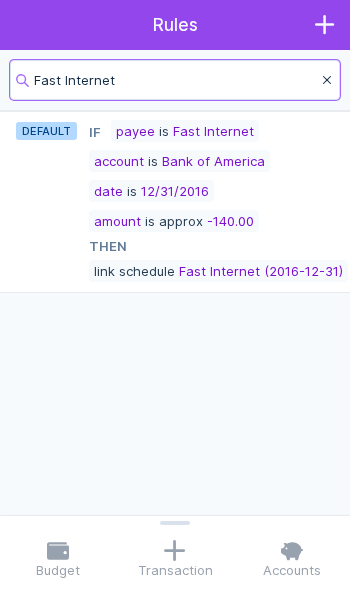 Rules
Fast Internet
DEFAULT IF payee is Fast Internet
account is Bank of America
date is 12/31/2016
amount is approx -140.00
THEN
link schedule Fast Internet (2016-12-31)
Budget Transaction Accounts